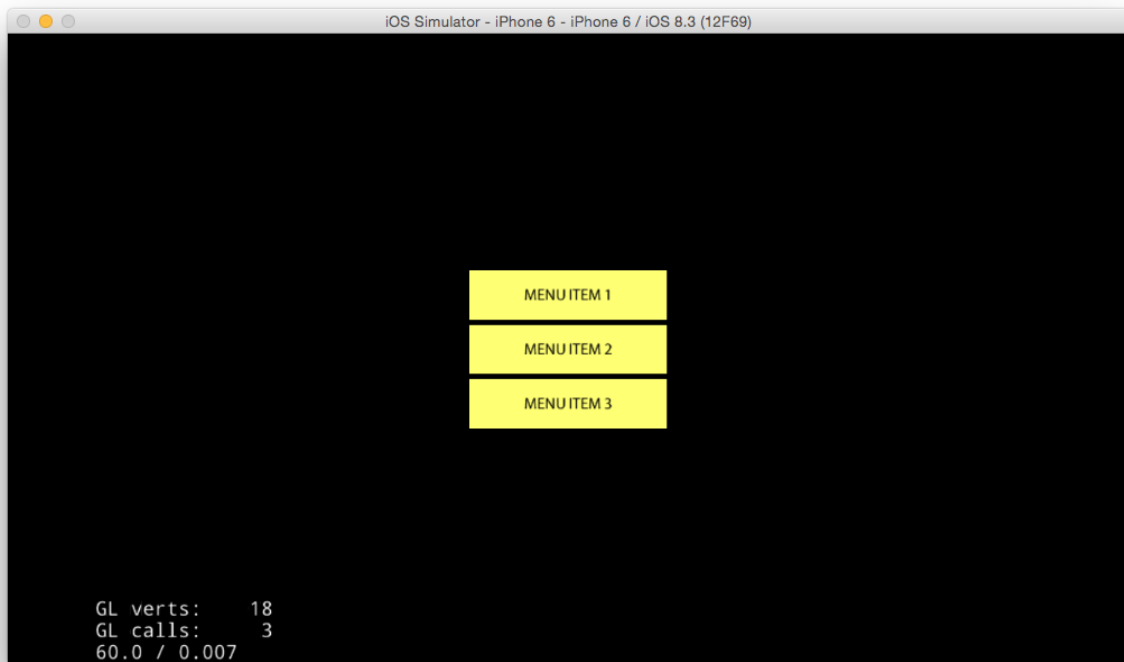 iOS Simulator - iPhone 6 - iPhone 6 / iOS 8.3 (12F69)
MENU ITEM 1
MENU ITEM 2
MENU ITEM 3
GL verts: 18
GL calls: 3
60.0 / 0.007